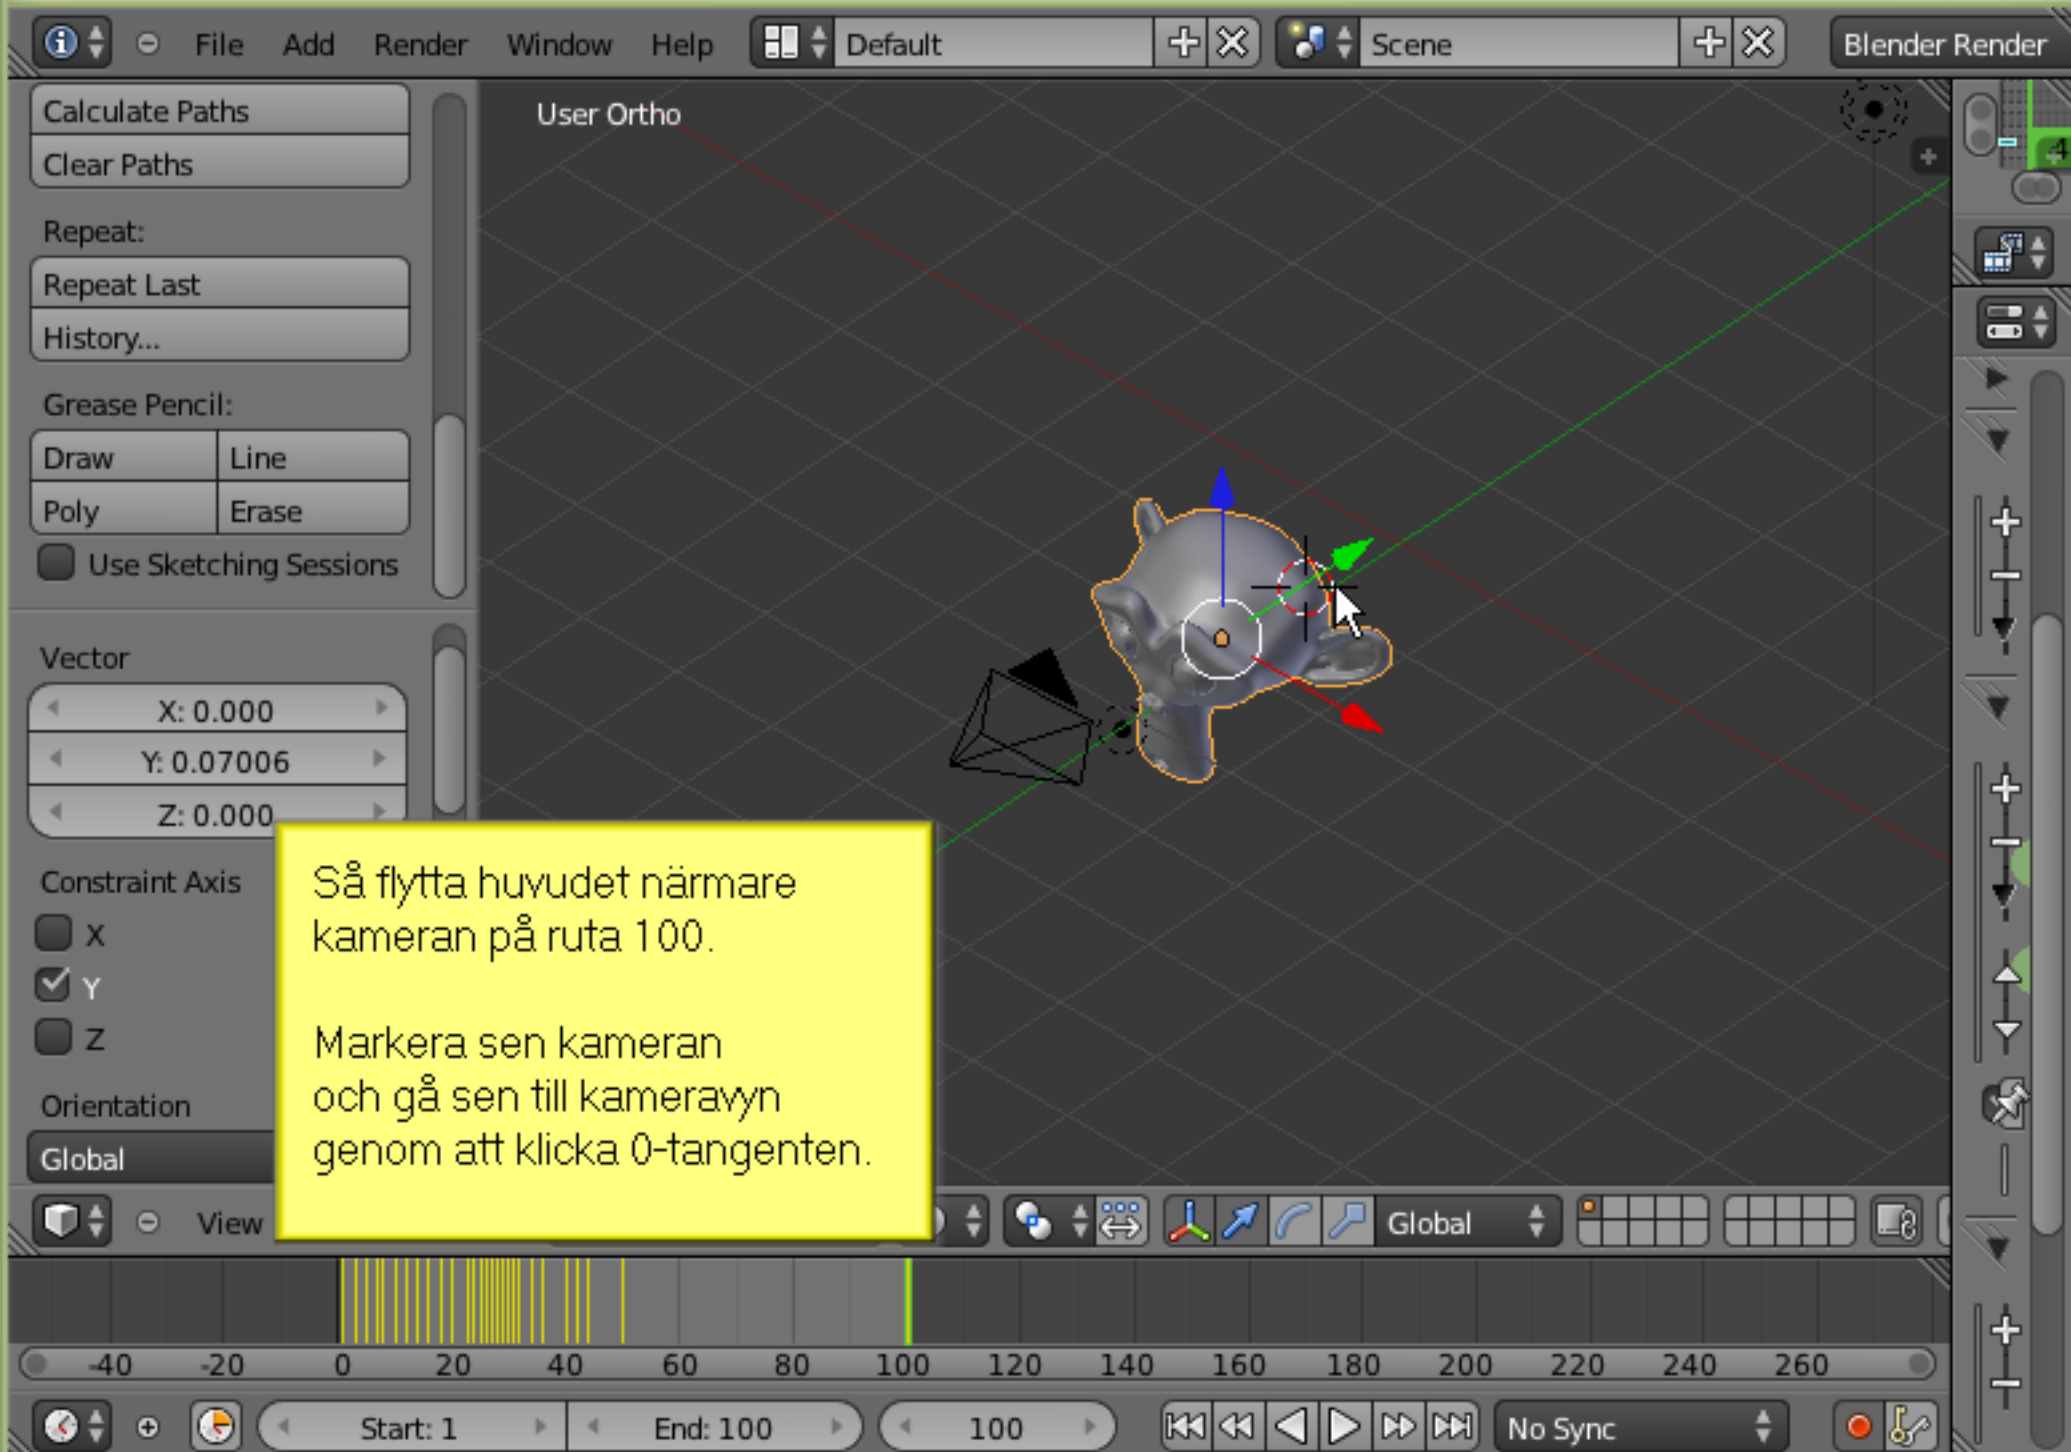 File Add Render Window Help Default Scene Blender Render
Calculate Paths
Clear Paths
Repeat:
Repeat Last
History...
Grease Pencil:
Draw Line
Poly Erase
Use Sketching Sessions
Vector
X: 0.000
Y: 0.07006
Z: 0.000
Constraint Axis
X
Y
Z
Orientation
Global
User Ortho
-4
Så flytta huvudet närmare
kameran på ruta 100.
Markera sen kameran
och gå sen till kameravyn
genom att klicka 0-tangenten.
View Global
-40 -20 0 20 40 60 80 100 120 140 160 180 200 220 240 260
Start: 1 End: 100 100 No Sync